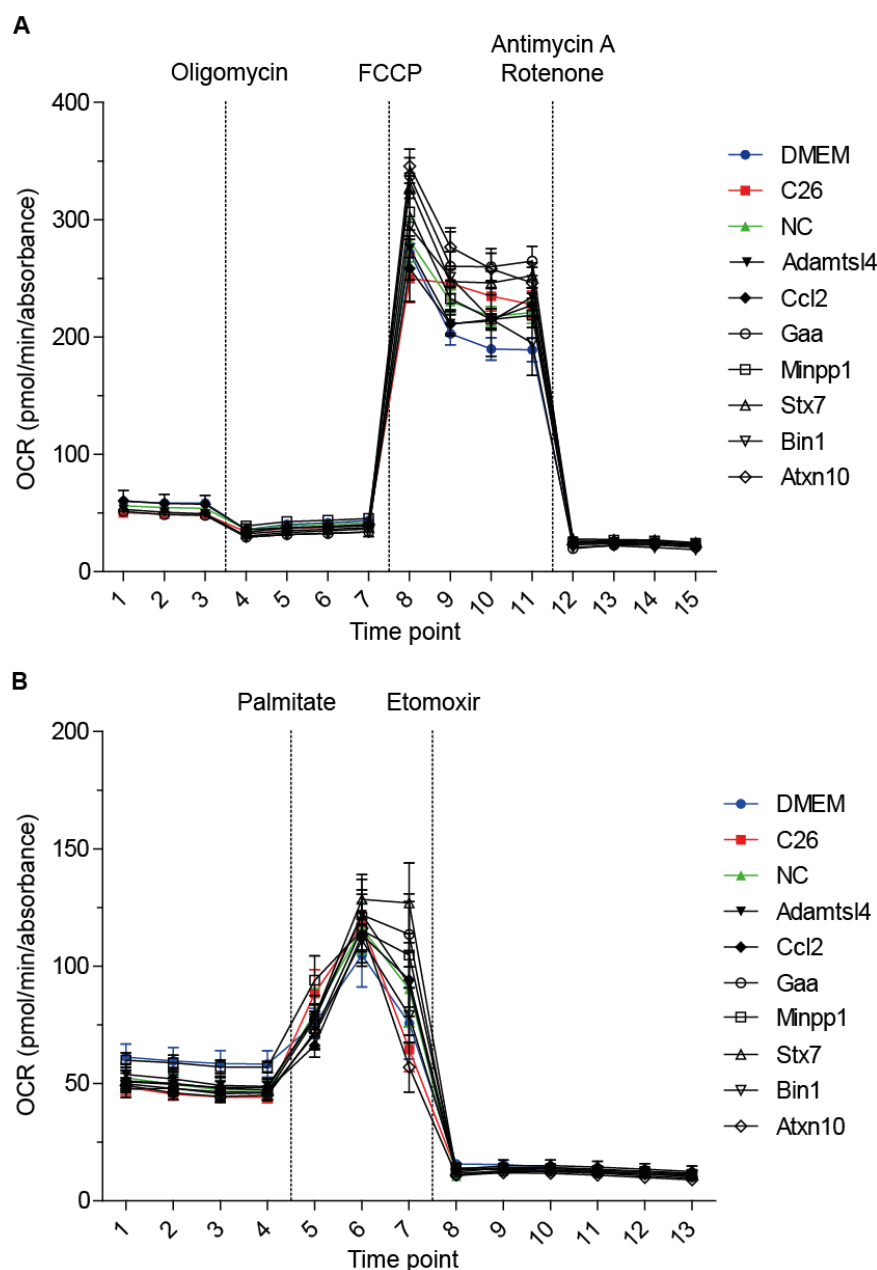 A
Oligomycin FCCP Antimycin A
Rotenone
OCR (pmol/min/absorbance)
400
300
200
100
0
1 2 3 4 5 6 7 8 9 10 11 12 13 14 15
Time point
DMEM
C26
NC
Adamtsl4
Ccl2
Gaa
Minpp1
Stx7
Bin1
Atxn10
B
Palmitate Etomoxir
OCR (pmol/min/absorbance)
200
150
100
50
0
1 2 3 4 5 6 7 8 9 10 11 12 13
Time point
DMEM
C26
NC
Adamtsl4
Ccl2
Gaa
Minpp1
Stx7
Bin1
Atxn10